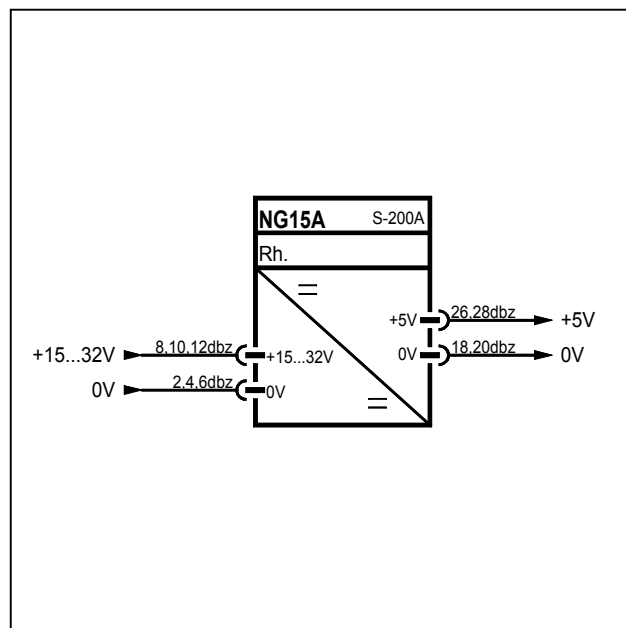 NG15A S-200A
Rh.
+5V 26,28dbz +5V
+15...32V 8,10,12dbz +15...32V 0V 18,20dbz 0V
0V 2,4,6dbz 0V